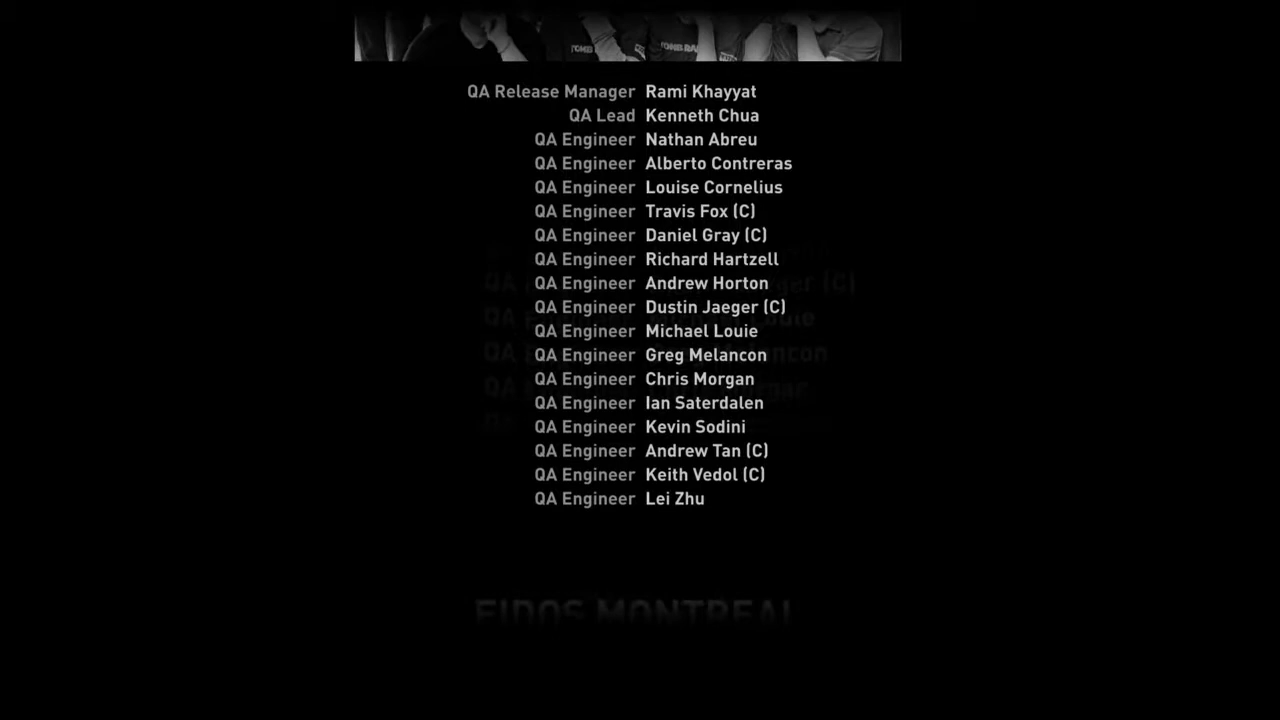 QA Release Manager Rami Khayyat
QA Lead Kenneth Chua
QA Engineer Nathan Abreu
QA Engineer Alberto Contreras
QA Engineer Louise Cornelius
QA Engineer Travis Fox (C)
QA Engineer Daniel Gray (C)
QA Engineer Richard Hartzell
QA Engineer Andrew Horton
QA Engineer Dustin Jaeger (C)
QA Engineer Michael Louie
QA Engineer Greg Melancon
QA Engineer Chris Morgan
QA Engineer Ian Saterdalen
QA Engineer Kevin Sodini
QA Engineer Andrew Tan (C)
QA Engineer Keith Vedol (C)
QA Engineer Lei Zhu
EIDOS MONTREAL